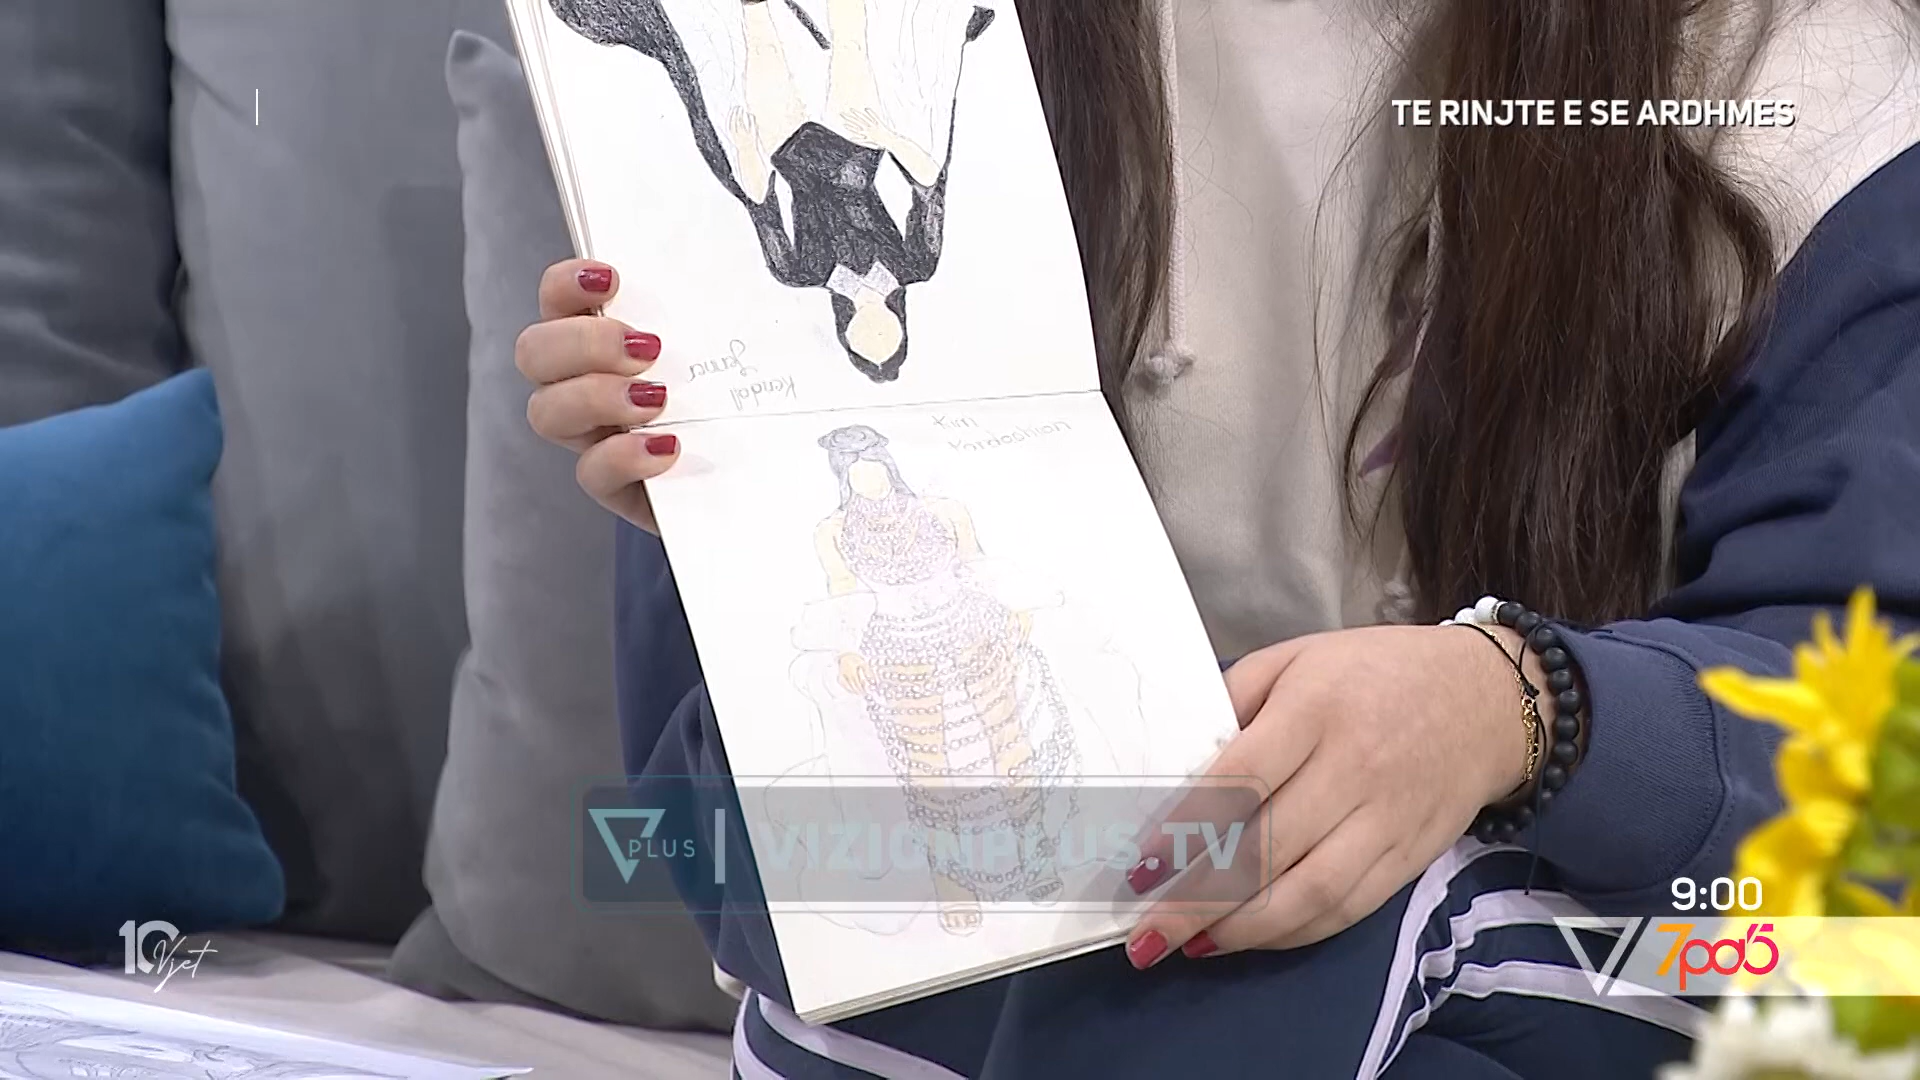 TE RINJTE E SE ARDHMES
Kendall
Jenner
Kim
Kardashian
PLUS
VIZIONPLUS.TV
9:00
7pa5
10
Vjet